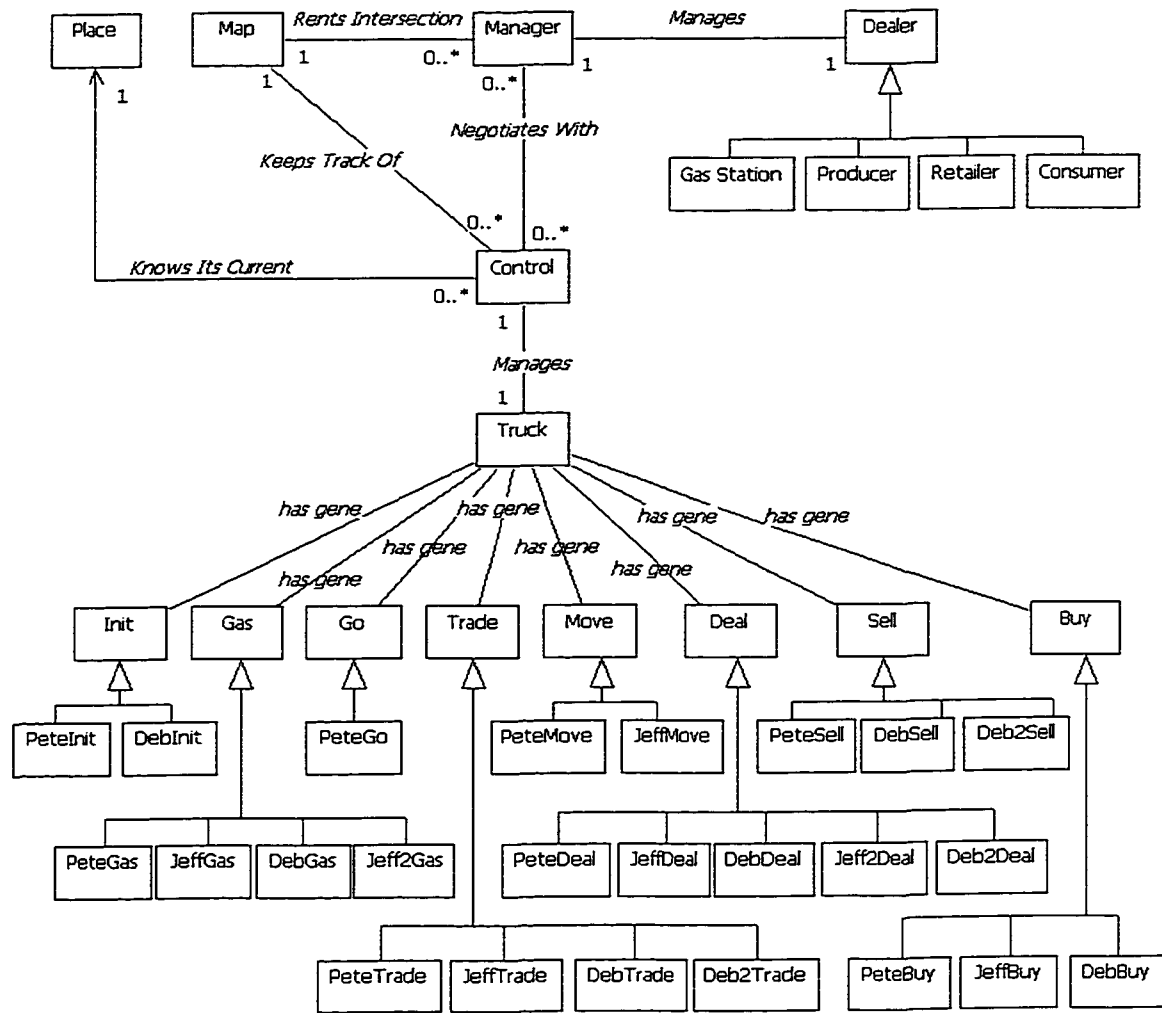 Place
Map
Rents Intersection
Manager
Manages
Dealer
1
1
0..*
1
1
1
0..*
Negotiates With
Keeps Track Of
Gas Station
Producer
Retailer
Consumer
0..*
0..*
Knows Its Current
Control
0..*
1
Manages
1
Truck
has gene
has gene
has gene
has gene
has gene
has gene
has gene
has gene
Init
Gas
Go
Trade
Move
Deal
Sell
Buy
PeteInit
DebInit
PeteGo
PeteMove
JeffMove
PeteSell
DebSell
Deb2Sell
PeteGas
JeffGas
DebGas
Jeff2Gas
PeteDeal
JeffDeal
DebDeal
Jeff2Deal
Deb2Deal
PeteTrade
JeffTrade
DebTrade
Deb2Trade
PeteBuy
JeffBuy
DebBuy